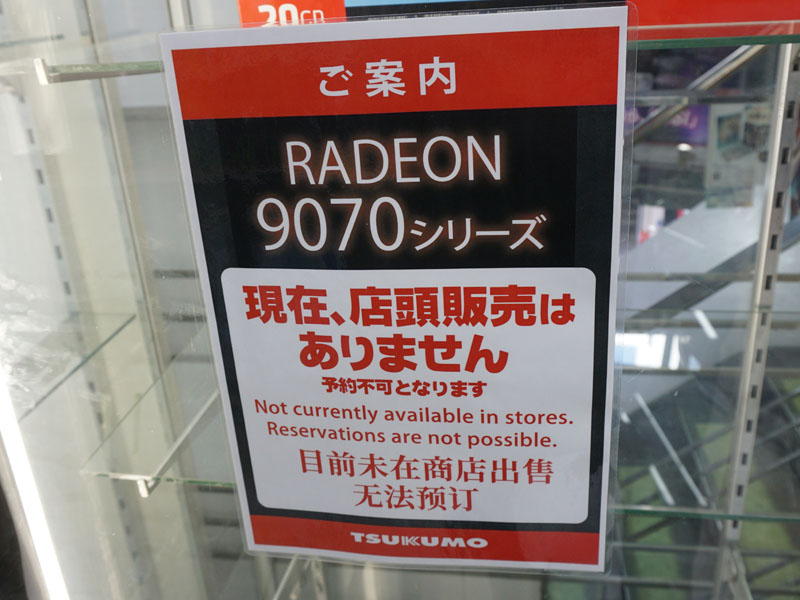 20GB
ご案内
RADEON
9070シリーズ
現在、店頭販売は
ありません
予約不可となります
Not currently available in stores.
Reservations are not possible.
目前未在商店出售
无法预订
TSUKUMO